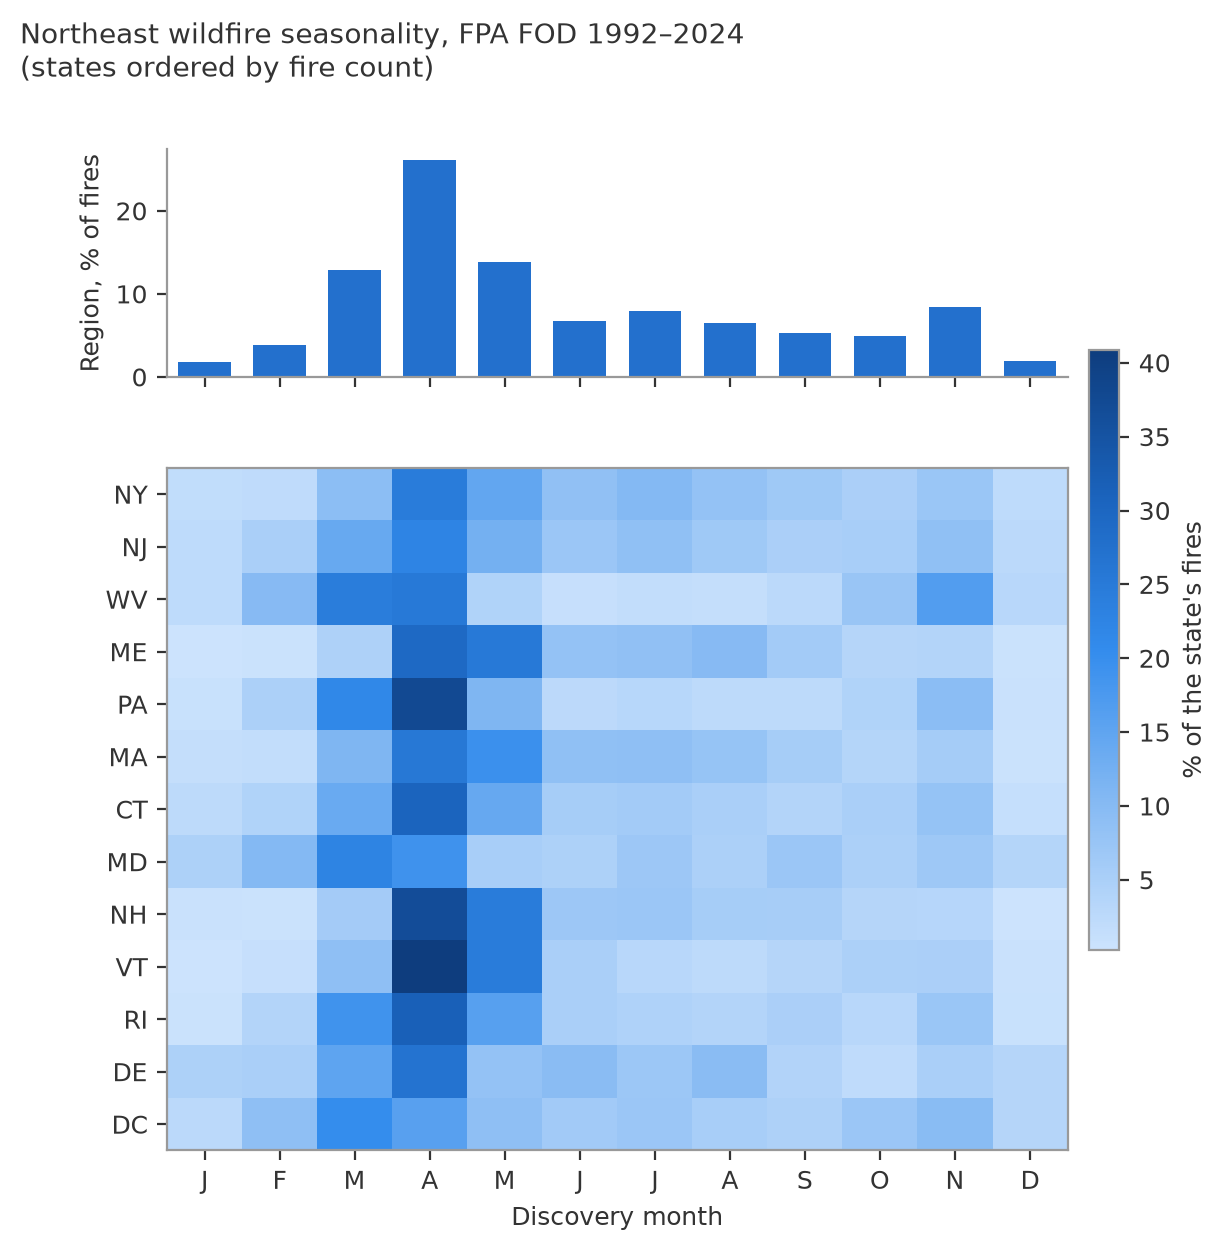 Northeast wildfire seasonality, FPA FOD 1992–2024
(states ordered by fire count)
Region, % of fires
20
10
0
NY
NJ
WV
ME
PA
MA
CT
MD
NH
VT
RI
DE
DC
J F M A M J J A S O N D
Discovery month
40
35
30
25
20
15
10
5
% of the state's fires